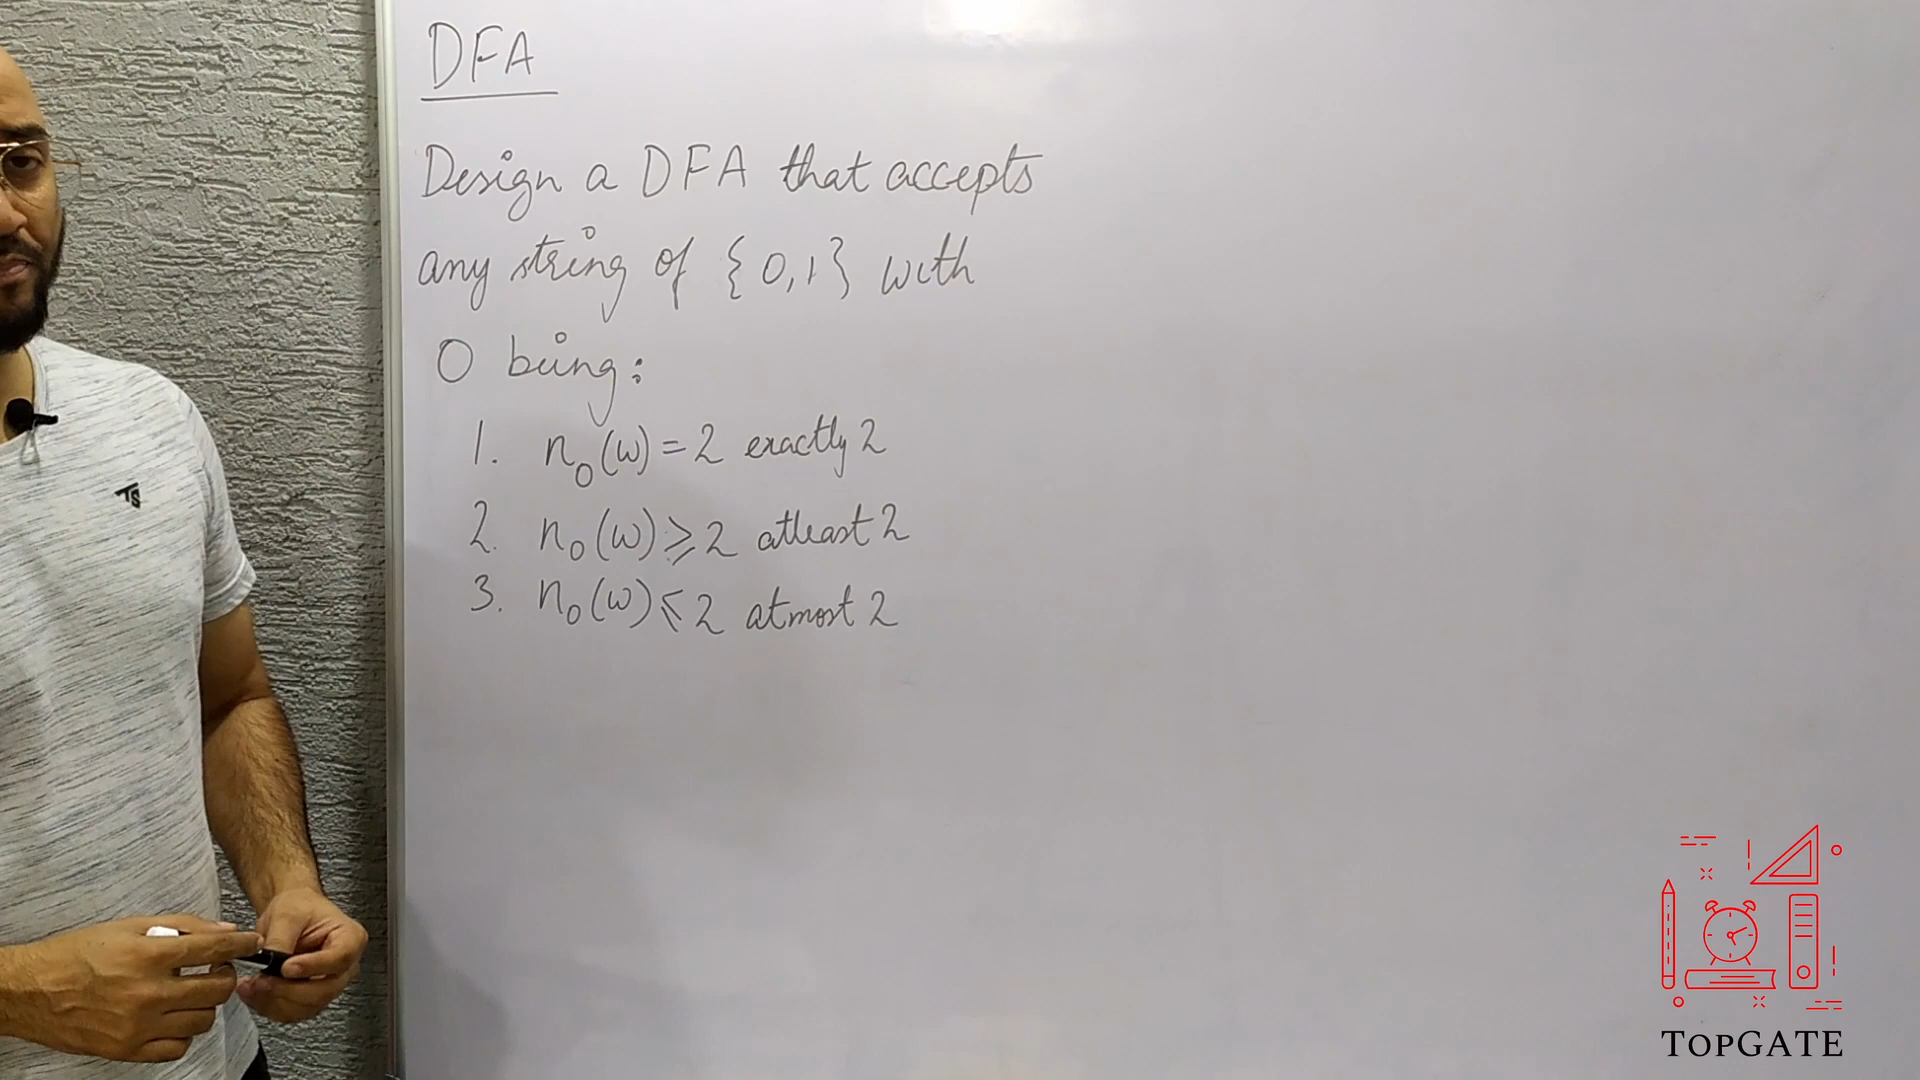 DFA
Design a DFA that accepts
any string of {0,1} with
0 being:
1. n₀(w) = 2 exactly 2
2. n₀(w) ⩾ 2 atleast 2
3. n₀(w) ⩽ 2 atmost 2
TS
TOPGATE